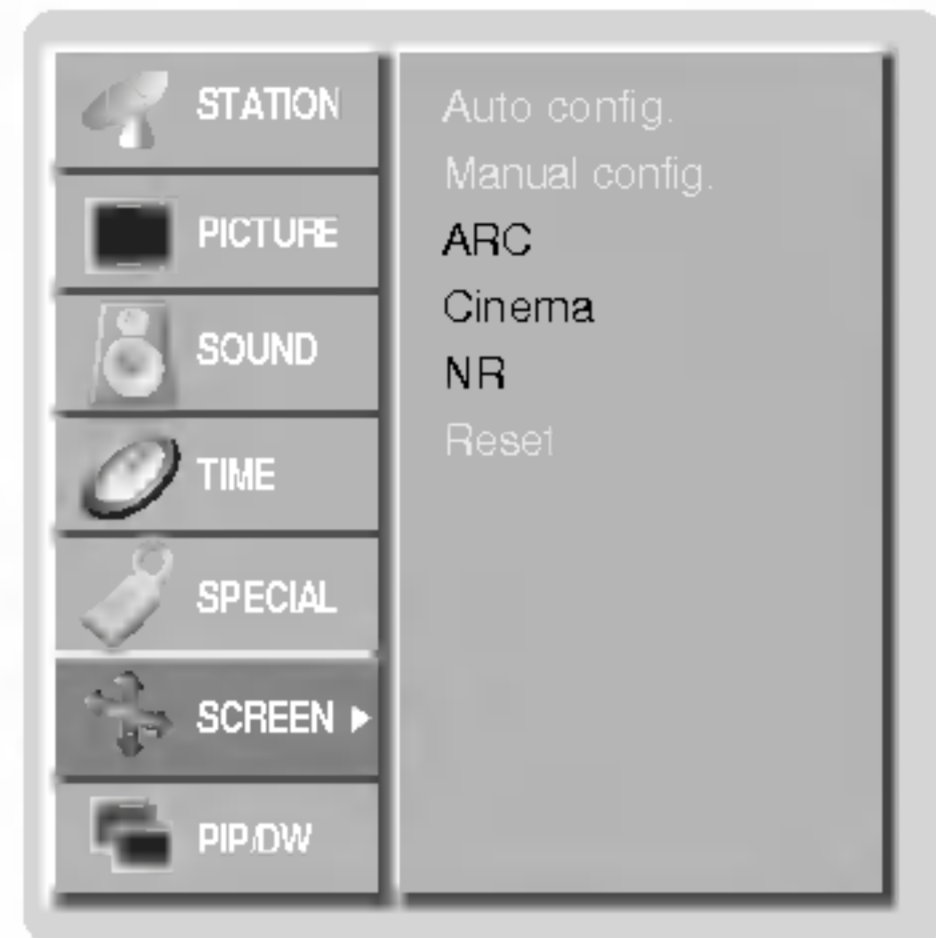 STATION
PICTURE
SOUND
TIME
SPECIAL
SCREEN ▶
PIP/DW
Auto config.
Manual config.
ARC
Cinema
NR
Reset